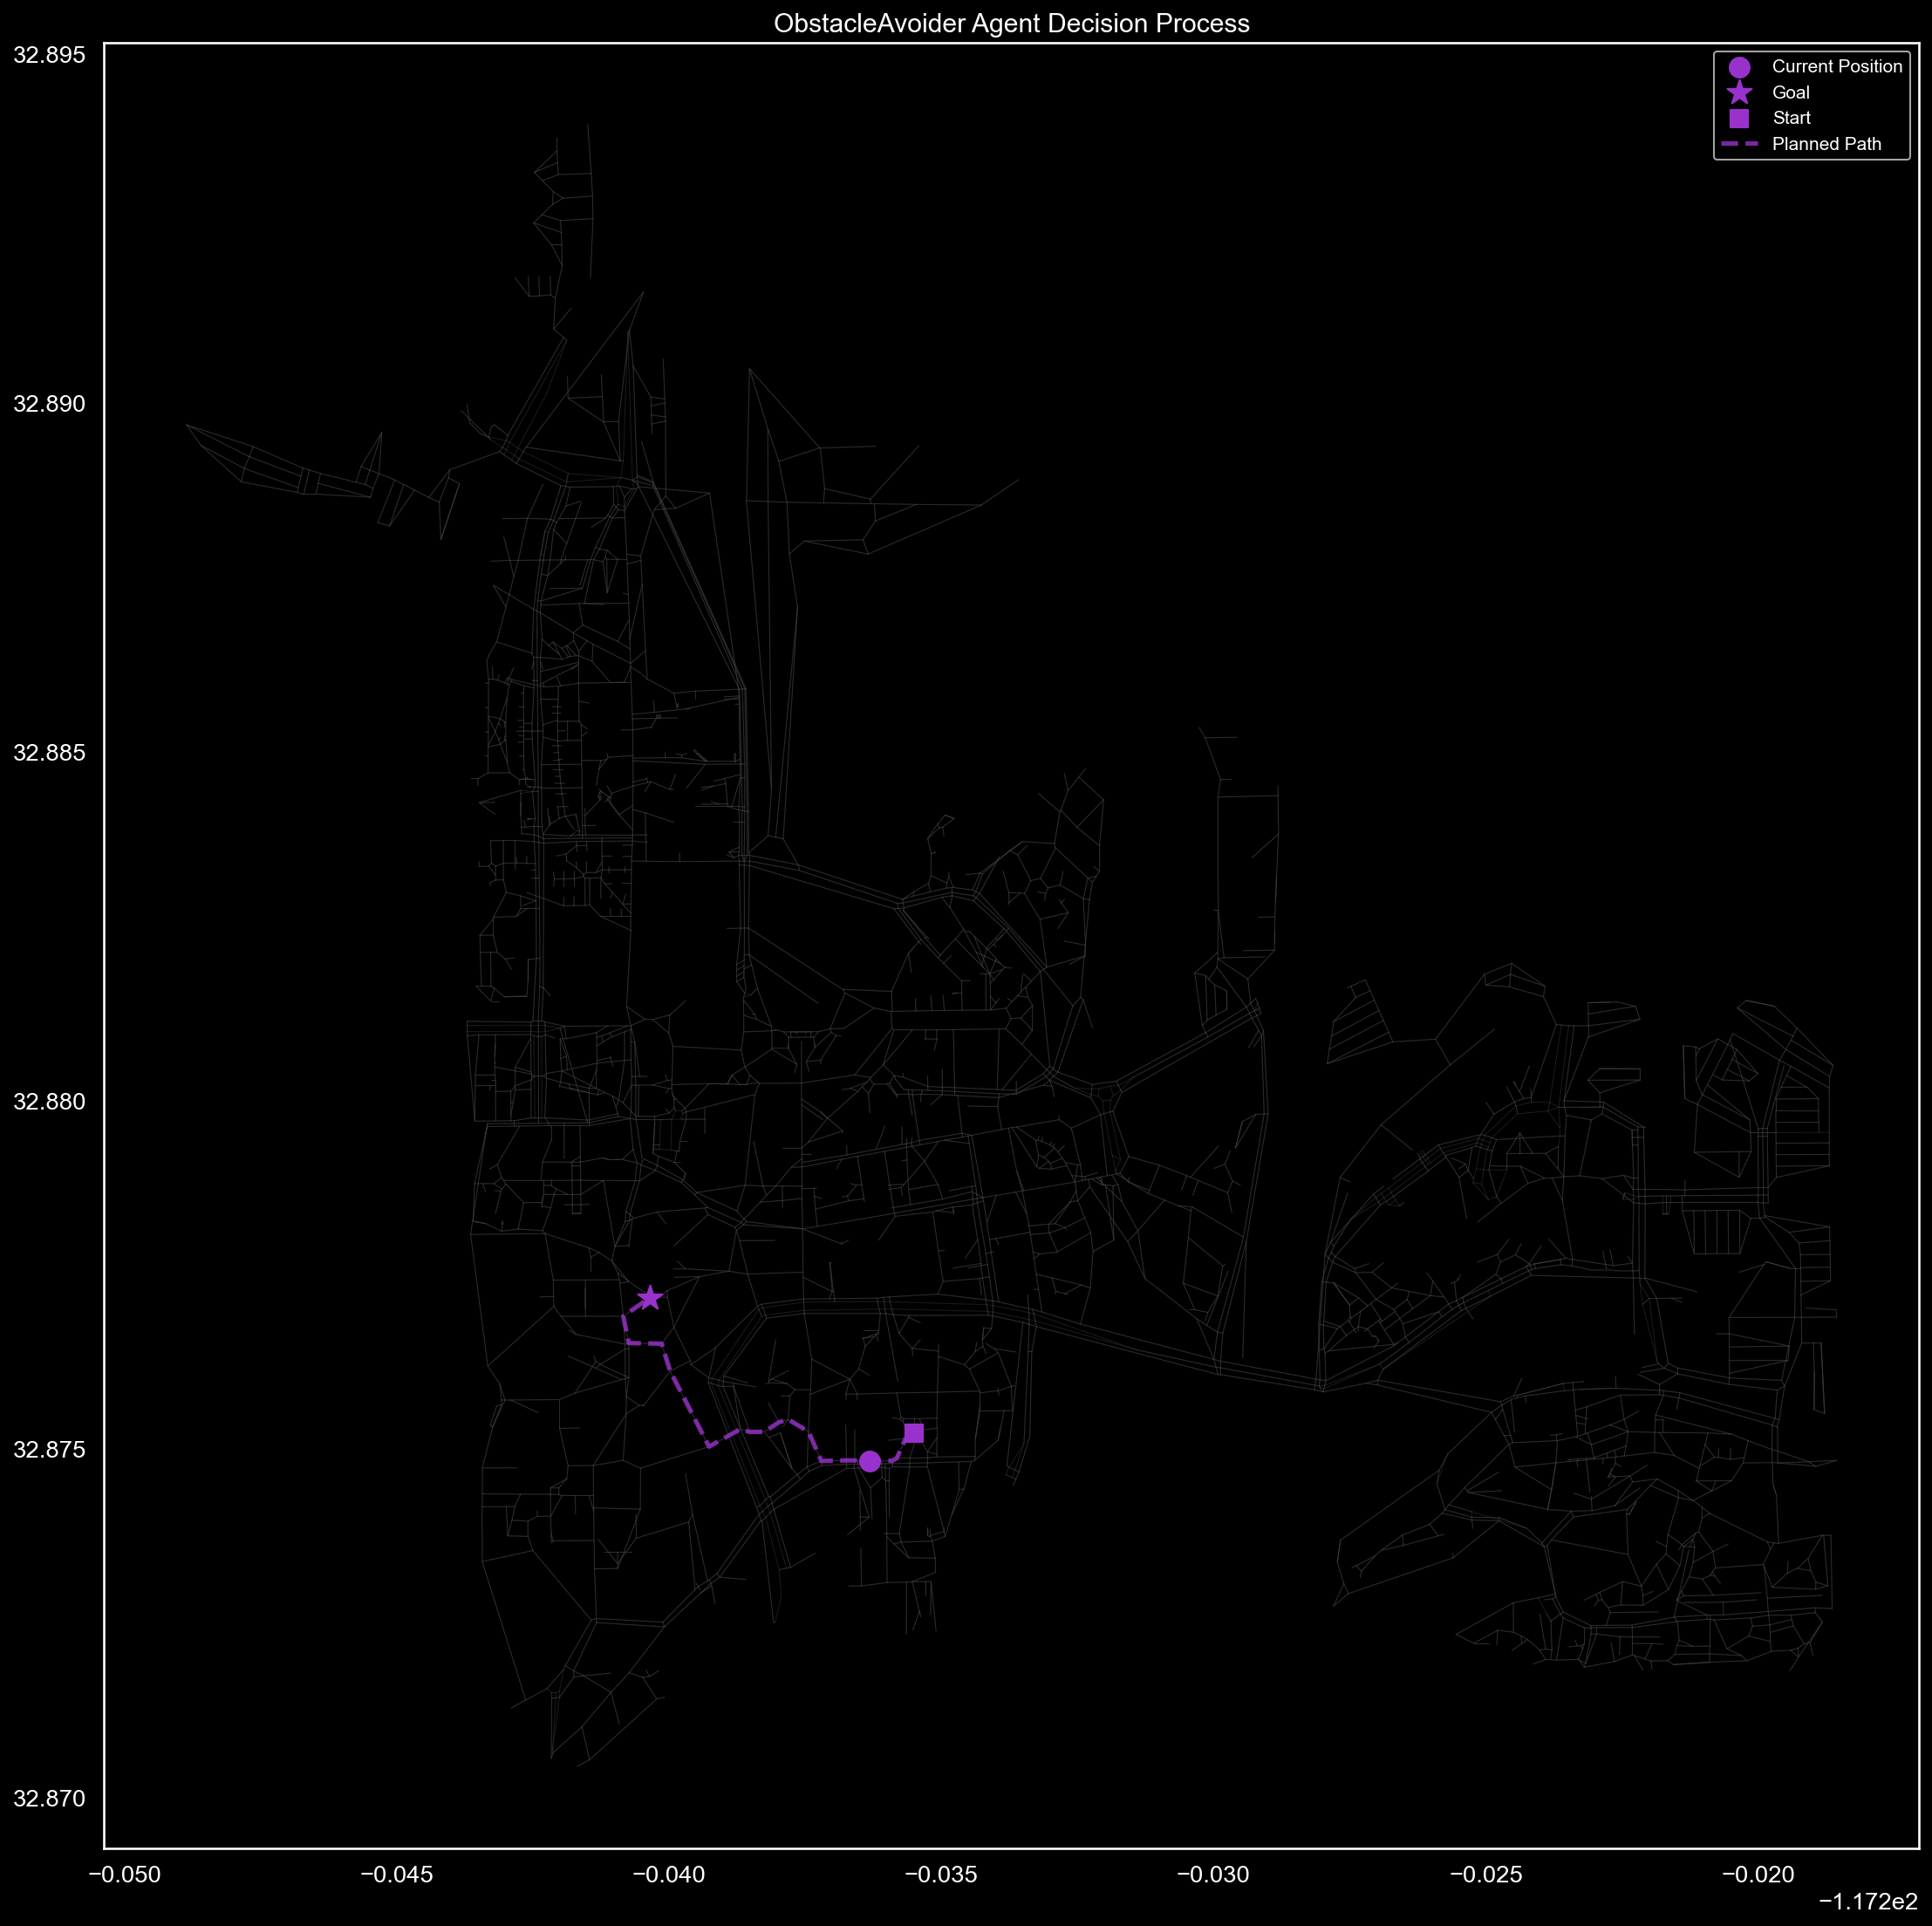 ObstacleAvoider Agent Decision Process
Current Position
Goal
Start
Planned Path
32.895
32.890
32.885
32.880
32.875
32.870
−0.050
−0.045
−0.040
−0.035
−0.030
−0.025
−0.020
−1.172e2